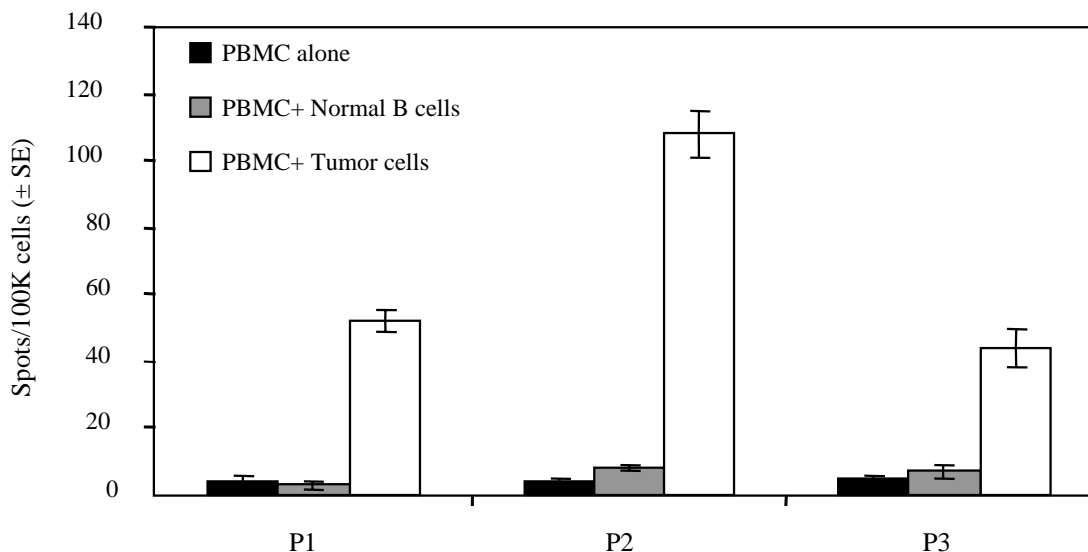 140
120
100
80
60
40
20
0
Spots/100K cells (± SE)
PBMC alone
PBMC+ Normal B cells
PBMC+ Tumor cells
P1
P2
P3